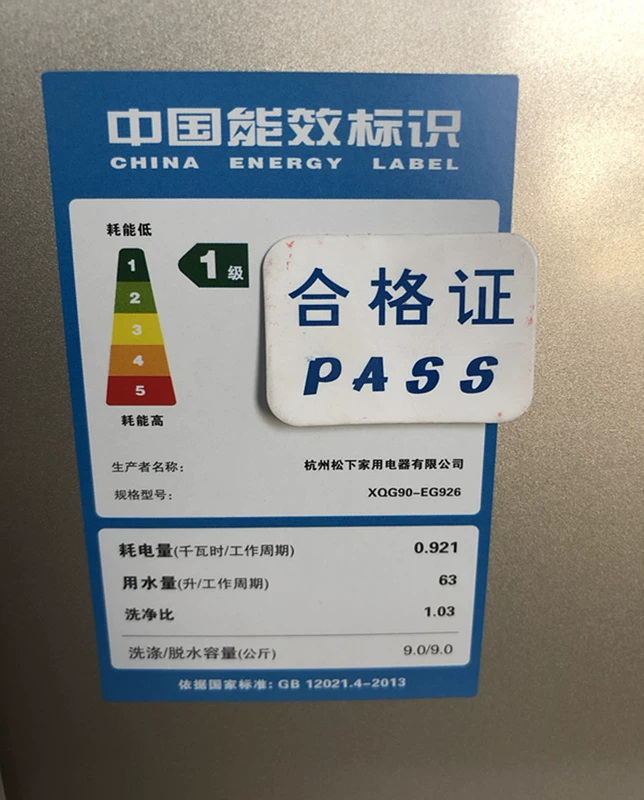 中国能效标识
CHINA ENERGY LABEL
耗能低
1
2
3
4
5
耗能高
1级
合格证
PASS
生产者名称： 杭州松下家用电器有限公司
规格型号： XQG90-EG926
耗电量(千瓦时/工作周期) 0.921
用水量(升/工作周期) 63
洗净比 1.03
洗涤/脱水容量(公斤) 9.0/9.0
依据国家标准：GB 12021.4-2013